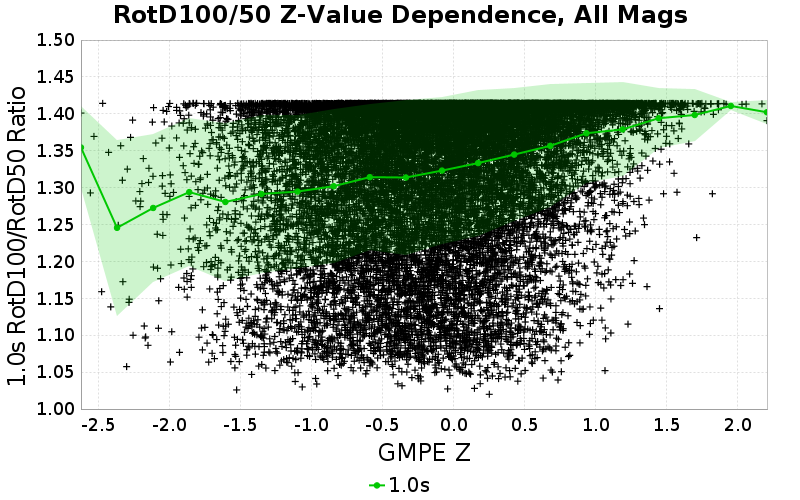 RotD100/50 Z-Value Dependence, All Mags
1.0s RotD100/RotD50 Ratio
1.50
1.45
1.40
1.35
1.30
1.25
1.20
1.15
1.10
1.05
1.00
-2.5 -2.0 -1.5 -1.0 -0.5 0.0 0.5 1.0 1.5 2.0
GMPE Z
1.0s